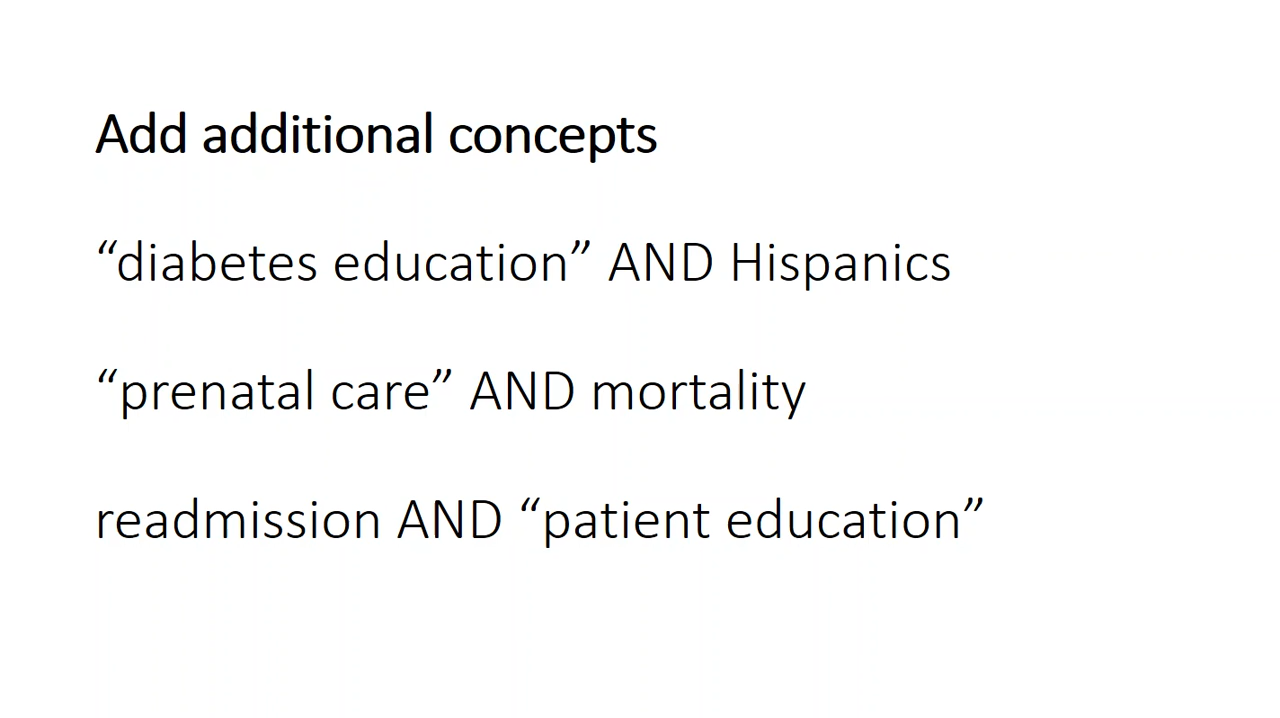 Add additional concepts
“diabetes education” AND Hispanics
“prenatal care” AND mortality
readmission AND “patient education”